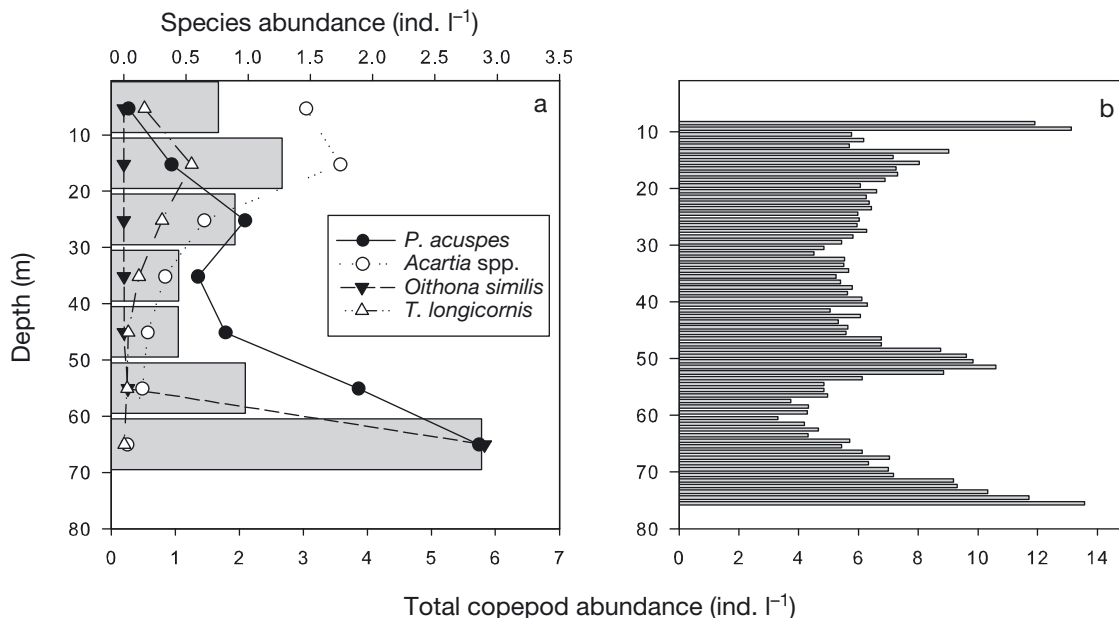 Species abundance (ind. l⁻¹)
0.0 0.5 1.0 1.5 2.0 2.5 3.0 3.5
a
b
Depth (m)
10
20
30
40
50
60
70
80
P. acuspes
Acartia spp.
Oithona similis
T. longicornis
10
20
30
40
50
60
70
80
0 1 2 3 4 5 6 7
0 2 4 6 8 10 12 14
Total copepod abundance (ind. l⁻¹)